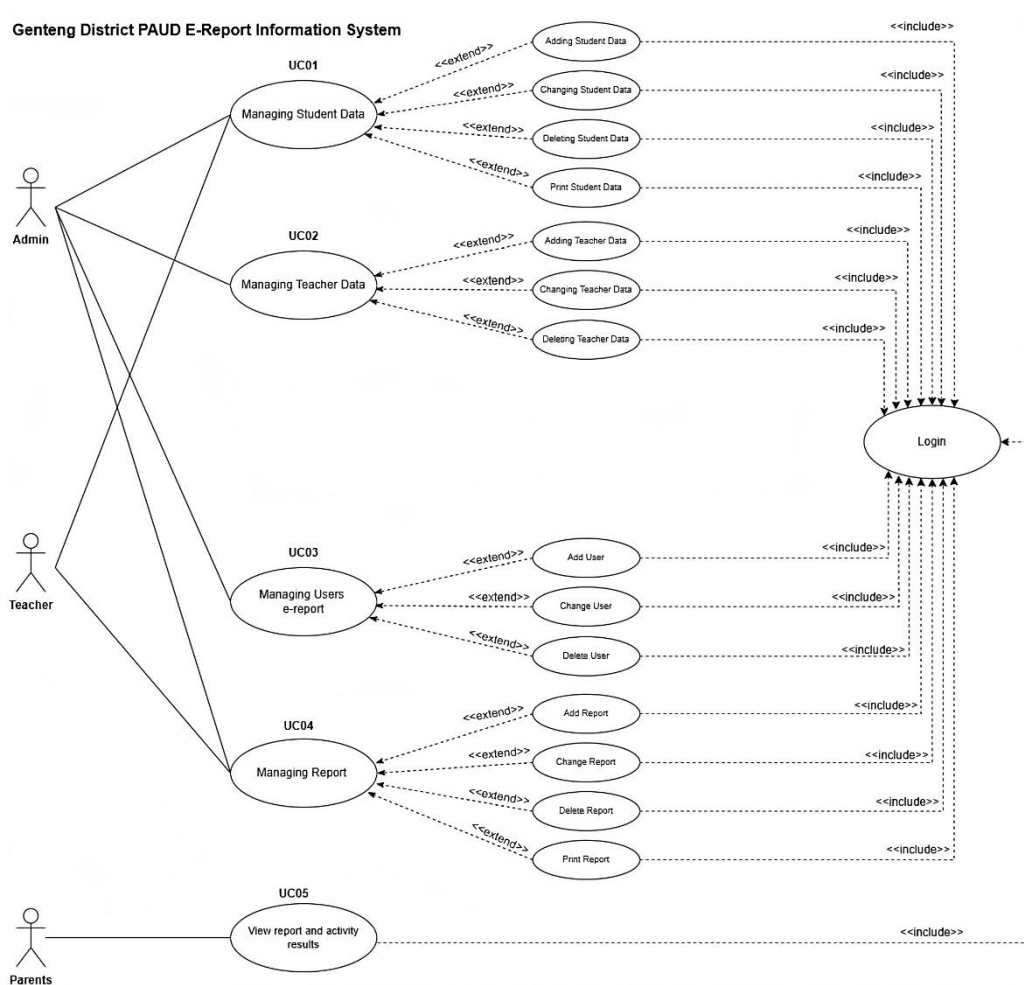 Genteng District PAUD E-Report Information System
<<include>>
Adding Student Data
<<extend>>
UC01
Managing Student Data
<<include>>
Changing Student Data
<<extend>>
<<include>>
Deleting Student Data
<<extend>>
<<include>>
Print Student Data
<<extend>>
Admin
UC02
Managing Teacher Data
<<include>>
Adding Teacher Data
<<extend>>
<<include>>
Changing Teacher Data
<<extend>>
<<include>>
Deleting Teacher Data
<<extend>>
Login
Teacher
UC03
Managing Users
e-report
<<extend>>
Add User
<<include>>
<<extend>>
Change User
<<include>>
<<extend>>
Delete User
<<include>>
UC04
Managing Report
<<extend>>
Add Report
<<include>>
<<extend>>
Change Report
<<include>>
<<extend>>
Delete Report
<<include>>
<<extend>>
Print Report
<<include>>
UC05
View report and activity
results
<<include>>
Parents